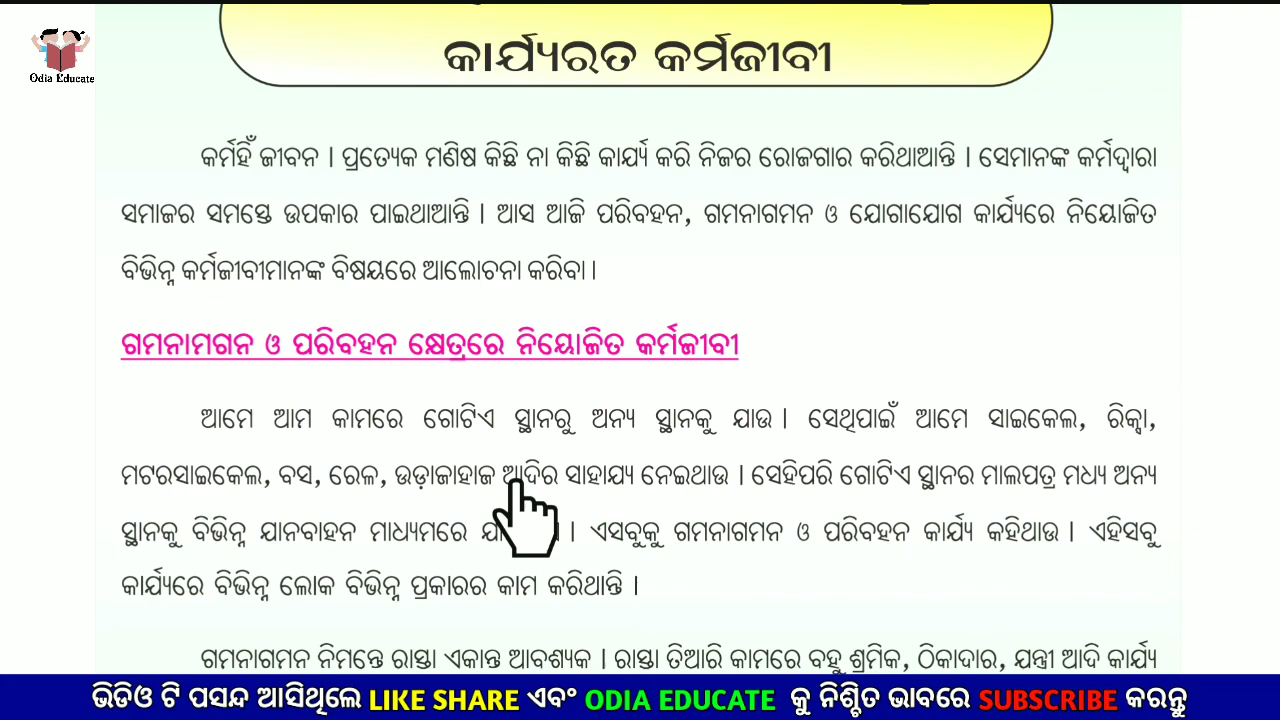 Odia Educate
କାର୍ଯ୍ୟରତ କର୍ମଜୀବୀ
କର୍ମହିଁ ଜୀବନ । ପ୍ରତ୍ୟେକ ମଣିଷ କିଛି ନା କିଛି କାର୍ଯ୍ୟ କରି ନିଜର ରୋଜଗାର କରିଥାଆନ୍ତି । ସେମାନଙ୍କ କର୍ମଦ୍ୱାରା
ସମାଜର ସମସ୍ତେ ଉପକାର ପାଇଥାଆନ୍ତି । ଆସ ଆଜି ପରିବହନ, ଗମନାଗମନ ଓ ଯୋଗାଯୋଗ କାର୍ଯ୍ୟରେ ନିୟୋଜିତ
ବିଭିନ୍ନ କର୍ମଜୀବୀମାନଙ୍କ ବିଷୟରେ ଆଲୋଚନା କରିବା ।
ଗମନାମଗନ ଓ ପରିବହନ କ୍ଷେତ୍ରରେ ନିୟୋଜିତ କର୍ମଜୀବୀ
ଆମେ ଆମ କାମରେ ଗୋଟିଏ ସ୍ଥାନରୁ ଅନ୍ୟ ସ୍ଥାନକୁ ଯାଉ । ସେଥିପାଇଁ ଆମେ ସାଇକେଲ, ରିକ୍ସା,
ମଟରସାଇକେଲ, ବସ, ରେଳ, ଉଡ଼ାଜାହାଜ ଆଦିର ସାହାଯ୍ୟ ନେଇଥାଉ । ସେହିପରି ଗୋଟିଏ ସ୍ଥାନର ମାଲପତ୍ର ମଧ୍ୟ ଅନ୍ୟ
ସ୍ଥାନକୁ ବିଭିନ୍ନ ଯାନବାହନ ମାଧ୍ୟମରେ । ଏସବୁକୁ ଗମନାଗମନ ଓ ପରିବହନ କାର୍ଯ୍ୟ କହିଥାଉ । ଏହିସବୁ
କାର୍ଯ୍ୟରେ ବିଭିନ୍ନ ଲୋକ ବିଭିନ୍ନ ପ୍ରକାରର କାମ କରିଥାନ୍ତି ।
ଗମନାଗମନ ନିମନ୍ତେ ରାସ୍ତା ଏକାନ୍ତ ଆବଶ୍ୟକ । ରାସ୍ତା ତିଆରି କାମରେ ବହୁ ଶ୍ରମିକ, ଠିକାଦାର, ଯନ୍ତ୍ରୀ ଆଦି କାର୍ଯ୍ୟ
ଭିଡିଓ ଟି ପସନ୍ଦ ଆସିଥିଲେ LIKE SHARE ଏବଂ ODIA EDUCATE କୁ ନିଶ୍ଚିତ ଭାବରେ SUBSCRIBE କରନ୍ତୁ